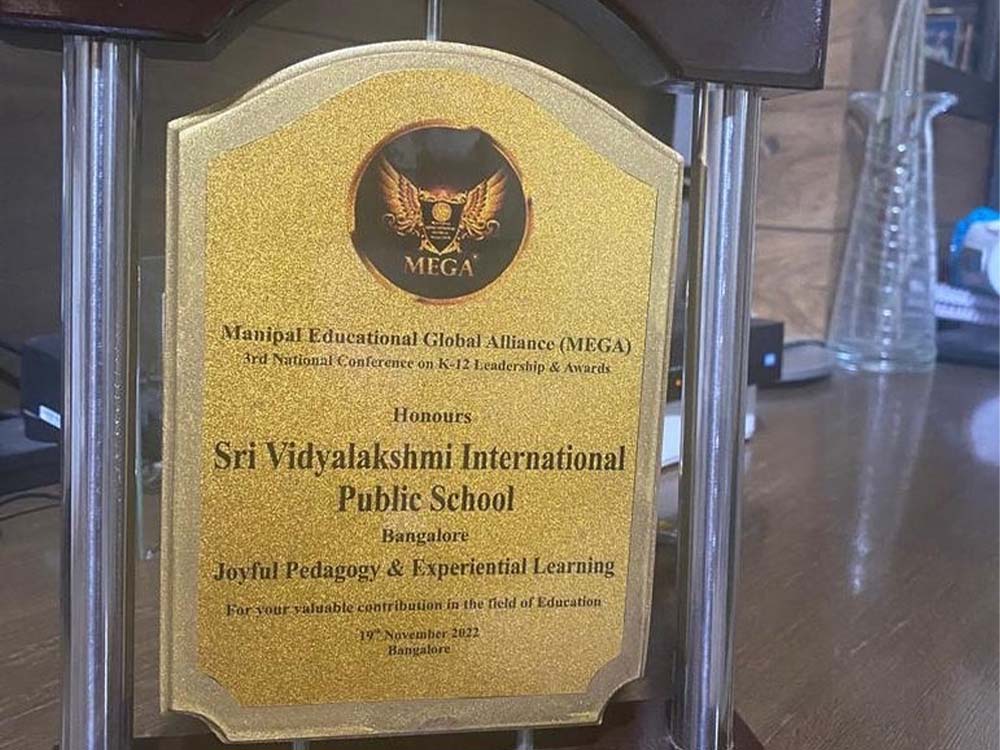 MEGA
Manipal Educational Global Alliance (MEGA)
3rd National Conference on K-12 Leadership & Awards
Honours
Sri Vidyalakshmi International
Public School
Bangalore
Joyful Pedagogy & Experiential Learning
For your valuable contribution in the field of Education
19th November 2022
Bangalore